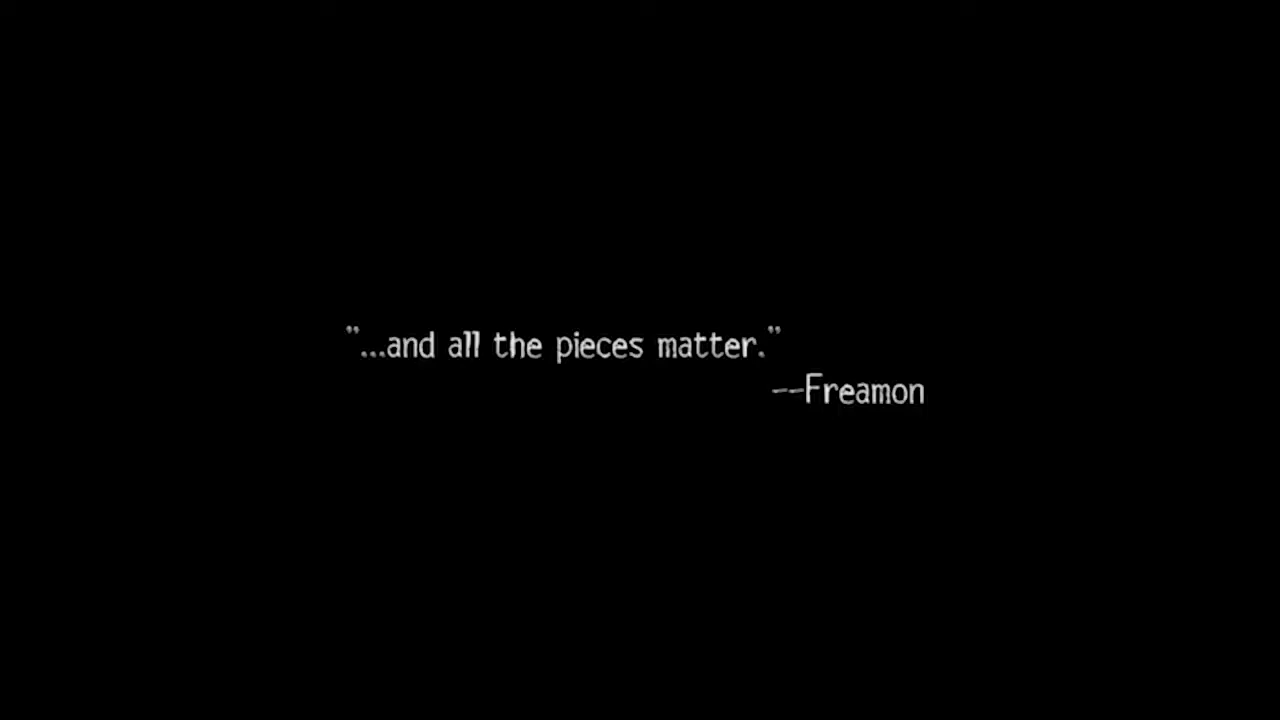 "...and all the pieces matter."
--Freamon